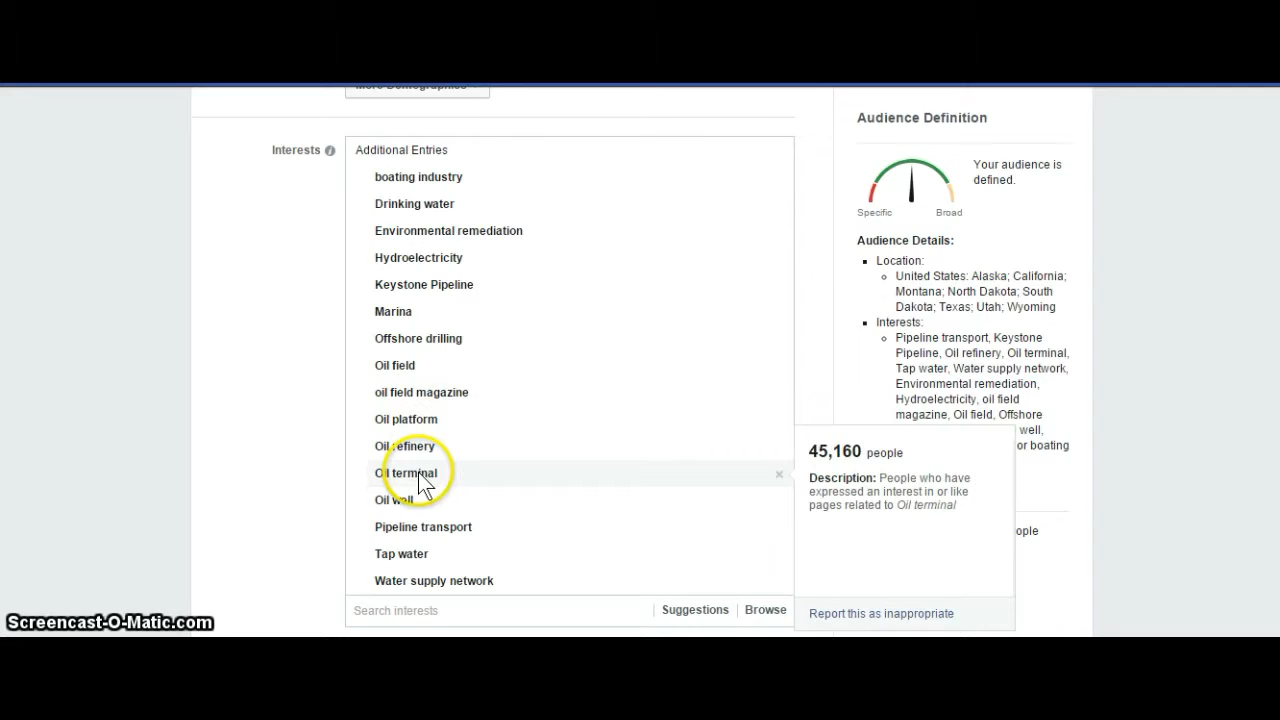 More Demographics
Interests
Additional Entries
boating industry
Drinking water
Environmental remediation
Hydroelectricity
Keystone Pipeline
Marina
Offshore drilling
Oil field
oil field magazine
Oil platform
Oil refinery
Oil terminal
Oil well
Pipeline transport
Tap water
Water supply network
Search interests
Suggestions
Browse
Audience Definition
Your audience is
defined.
Specific
Broad
Audience Details:
Location:
United States: Alaska; California;
Montana; North Dakota; South
Dakota; Texas; Utah; Wyoming
Interests:
Pipeline transport, Keystone
Pipeline, Oil refinery, Oil terminal,
Tap water, Water supply network,
Environmental remediation,
Hydroelectricity, oil field
magazine, Oil field, Offshore
well,
or boating
45,160 people
Description: People who have
expressed an interest in or like
pages related to Oil terminal
ople
Report this as inappropriate
Screencast-O-Matic.com